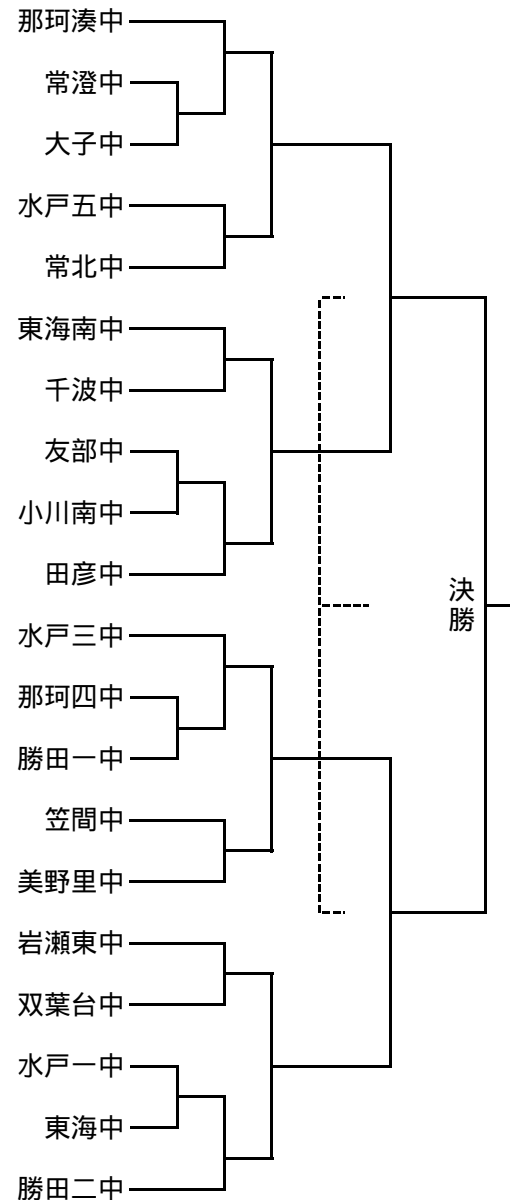 那珂湊中
常澄中
大子中
水戸五中
常北中
東海南中
千波中
友部中
小川南中
田彦中
水戸三中
那珂四中
勝田一中
笠間中
美野里中
岩瀬東中
双葉台中
水戸一中
東海中
勝田二中
決勝